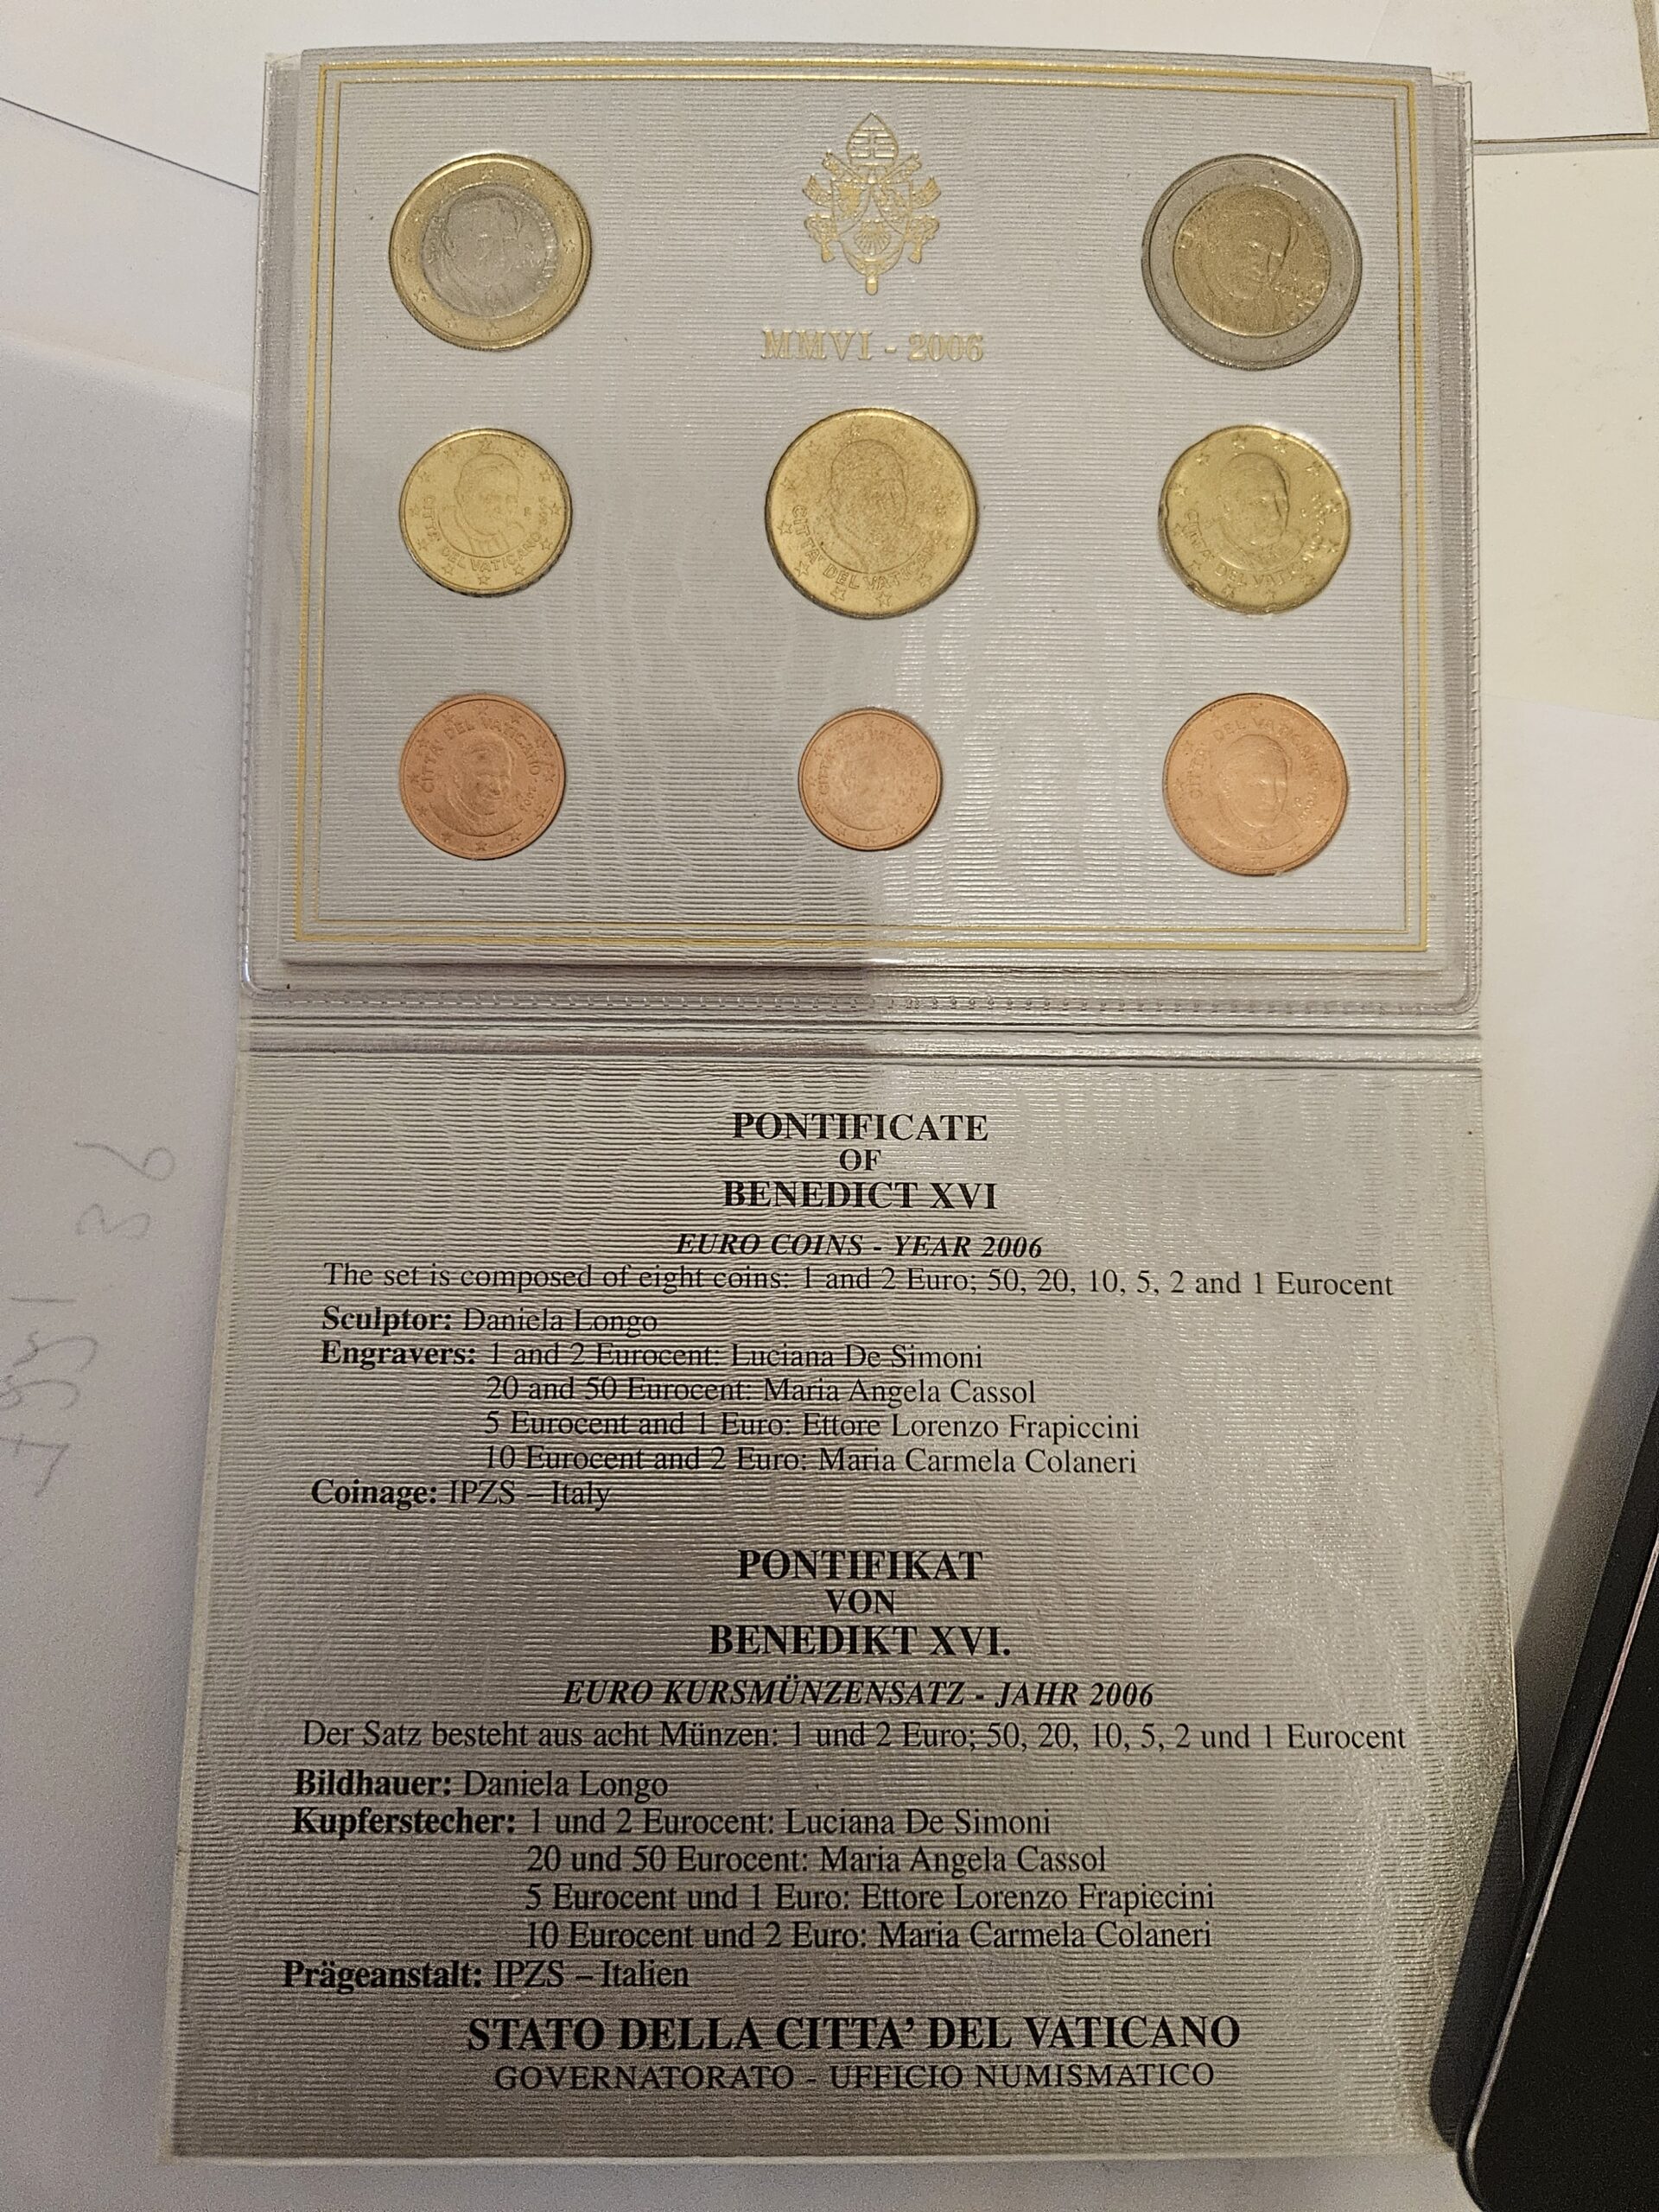 MMVI - 2006
CITTA' DEL VATICANO
CITTA' DEL VATICANO
CITTA' DEL VATICANO
CITTA' DEL VATICANO 2006
CITTA' DEL VATICANO
PONTIFICATE
OF
BENEDICT XVI
EURO COINS - YEAR 2006
The set is composed of eight coins: 1 and 2 Euro; 50, 20, 10, 5, 2 and 1 Eurocent
Sculptor: Daniela Longo
Engravers: 1 and 2 Eurocent: Luciana De Simoni
20 and 50 Eurocent: Maria Angela Cassol
5 Eurocent and 1 Euro: Ettore Lorenzo Frapiccini
10 Eurocent and 2 Euro: Maria Carmela Colaneri
Coinage: IPZS – Italy
PONTIFIKAT
VON
BENEDIKT XVI.
EURO KURSMÜNZENSATZ - JAHR 2006
Der Satz besteht aus acht Münzen: 1 und 2 Euro; 50, 20, 10, 5, 2 und 1 Eurocent
Bildhauer: Daniela Longo
Kupferstecher: 1 und 2 Eurocent: Luciana De Simoni
20 und 50 Eurocent: Maria Angela Cassol
5 Eurocent und 1 Euro: Ettore Lorenzo Frapiccini
10 Eurocent und 2 Euro: Maria Carmela Colaneri
Prägeanstalt: IPZS – Italien
STATO DELLA CITTA' DEL VATICANO
GOVERNATORATO - UFFICIO NUMISMATICO